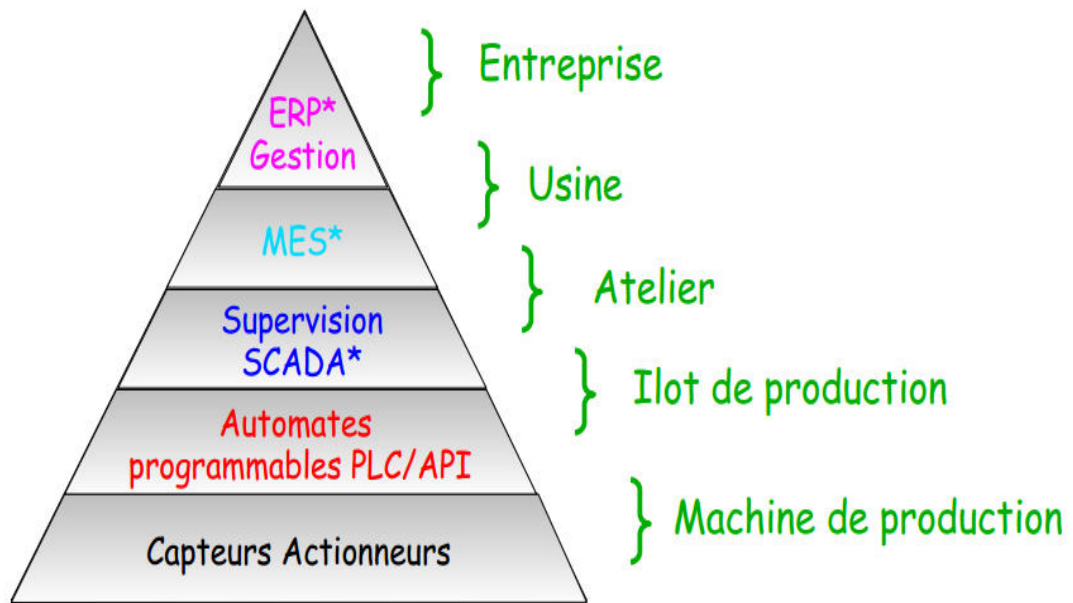 ERP*
Gestion
Entreprise
Usine
MES*
Atelier
Supervision
SCADA*
Ilot de production
Automates
programmables PLC/API
Machine de production
Capteurs Actionneurs